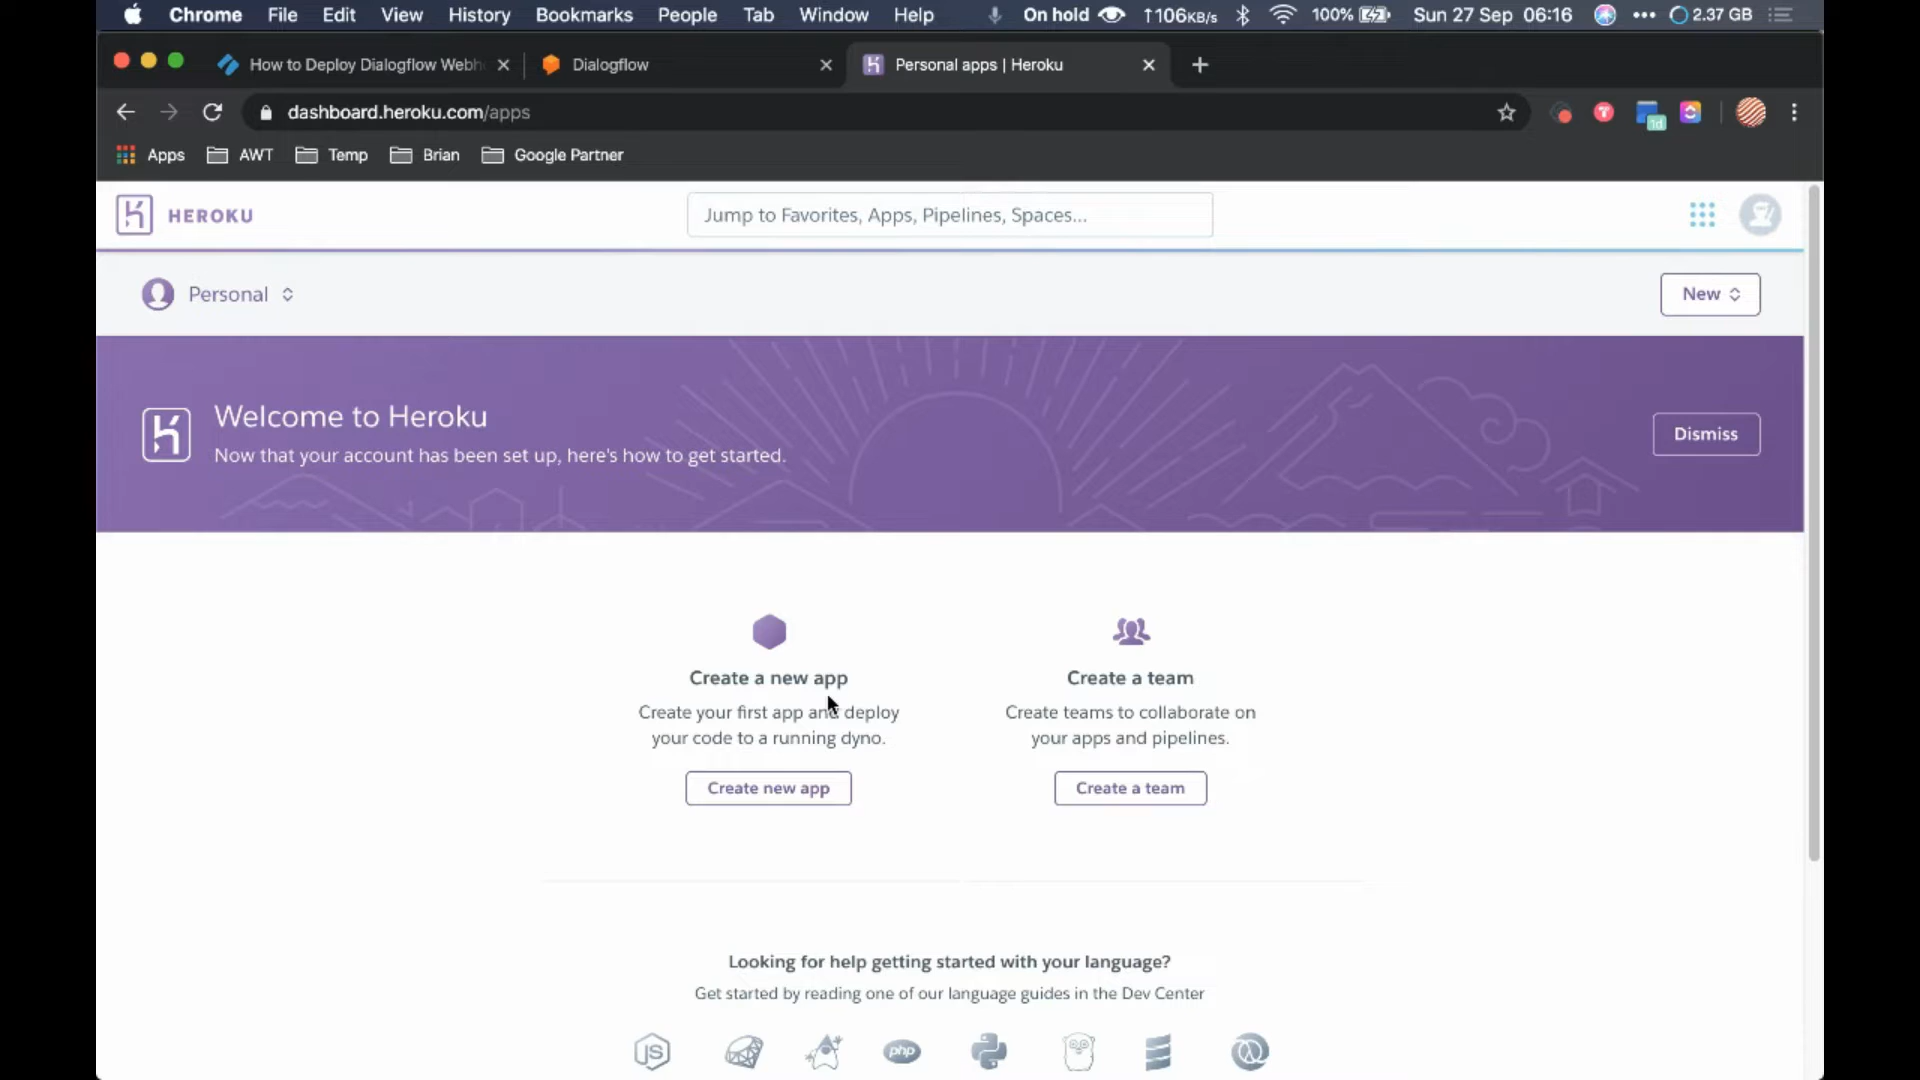 Chrome File Edit View History Bookmarks People Tab Window Help On hold ↑106KB/s 100% Sun 27 Sep 06:16 ••• 2.37 GB
How to Deploy Dialogflow Webh Dialogflow Personal apps | Heroku
dashboard.heroku.com/apps
1d
Apps AWT Temp Brian Google Partner
HEROKU Jump to Favorites, Apps, Pipelines, Spaces...
Personal New
Welcome to Heroku
Now that your account has been set up, here's how to get started.
Dismiss
Create a new app
Create your first app and deploy
your code to a running dyno.
Create new app
Create a team
Create teams to collaborate on
your apps and pipelines.
Create a team
Looking for help getting started with your language?
Get started by reading one of our language guides in the Dev Center
JS php